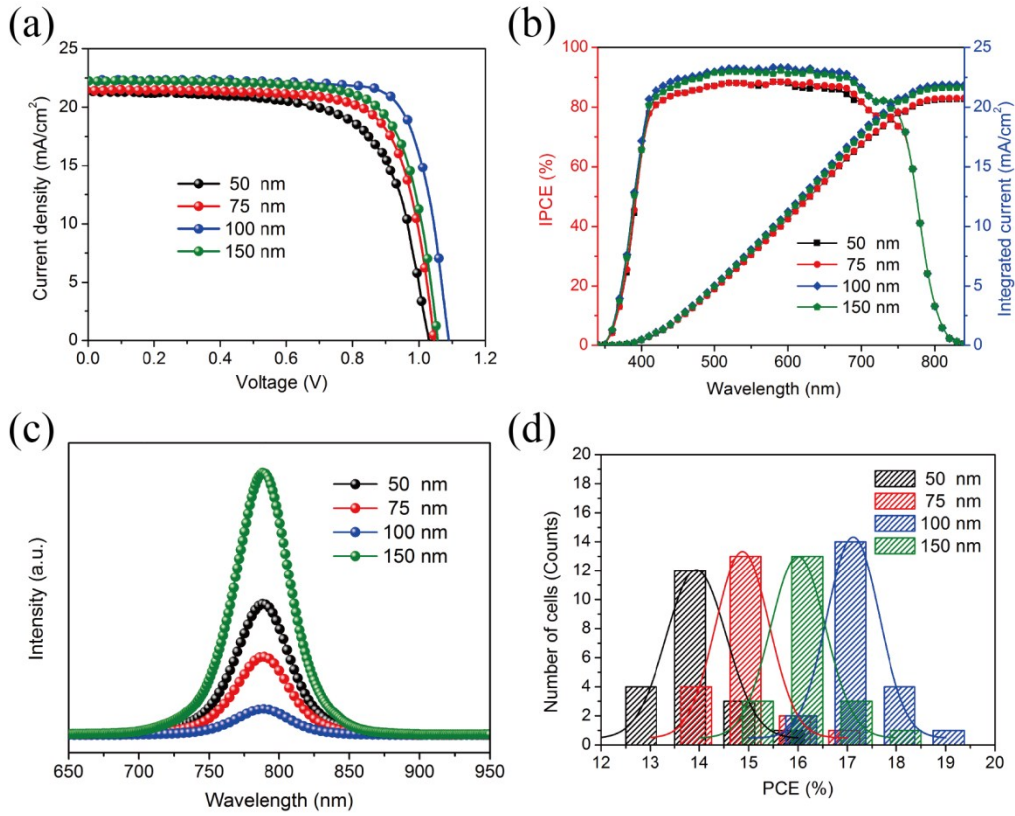 (a)
25
20
15
10
5
0
0.0 0.2 0.4 0.6 0.8 1.0 1.2
Current density (mA/cm²)
Voltage (V)
50 nm
75 nm
100 nm
150 nm
(b)
100
80
60
40
20
0
25
20
15
10
5
0
400 500 600 700 800
IPCE (%)
Integrated current (mA/cm²)
Wavelength (nm)
50 nm
75 nm
100 nm
150 nm
(c)
Intensity (a.u.)
50 nm
75 nm
100 nm
150 nm
650 700 750 800 850 900 950
Wavelength (nm)
(d)
20
18
16
14
12
10
8
6
4
2
0
Number of cells (Counts)
50 nm
75 nm
100 nm
150 nm
12 13 14 15 16 17 18 19 20
PCE (%)